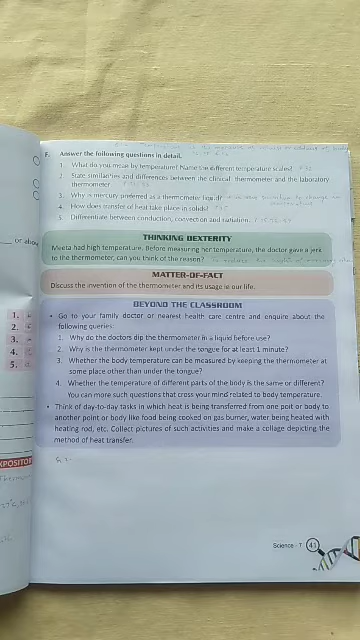 F. Answer the following questions in detail.
1. What do you mean by temperature? Name the different temperature scales?
2. State similarities and differences between the clinical thermometer and the laboratory
thermometer.
3. Why is mercury preferred as a thermometer liquid?
4. How does transfer of heat take place in solids?
5. Differentiate between conduction, convection and radiation.
THINKING DEXTERITY
Meeta had high temperature. Before measuring her temperature, the doctor gave a jerk
to the thermometer, can you think of the reason?
MATTER-OF-FACT
Discuss the invention of the thermometer and its usage in our life.
BEYOND THE CLASSROOM
• Go to your family doctor or nearest health care centre and enquire about the
following queries.
1. Why do the doctors dip the thermometer in a liquid before use?
2. Why is the thermometer kept under the tongue for at least 1 minute?
3. Whether the body temperature can be measured by keeping the thermometer at
some place other than under the tongue?
4. Whether the temperature of different parts of the body is the same or different?
You can more such questions that cross your mind related to body temperature.
• Think of day-to-day tasks in which heat is being transferred from one part or body to
another point or body like food being cooked on gas burner, water being heated with
heating rod, etc. Collect pictures of such activities and make a collage depicting the
method of heat transfer.
Science - 7 43
or above
1.
2.
3.
4.
5.
XPOSITOR